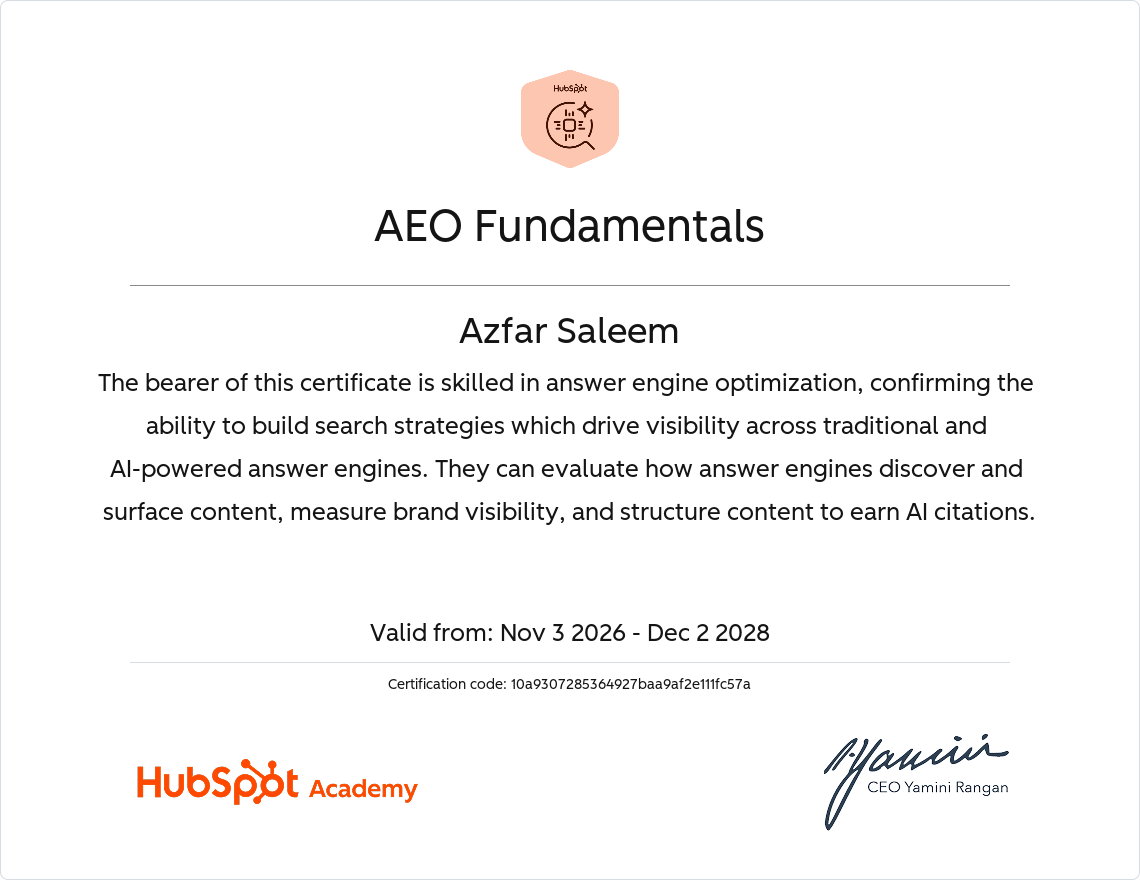 HubSpot
AEO Fundamentals
Azfar Saleem
The bearer of this certificate is skilled in answer engine optimization, confirming the
ability to build search strategies which drive visibility across traditional and
AI-powered answer engines. They can evaluate how answer engines discover and
surface content, measure brand visibility, and structure content to earn AI citations.
Valid from: Nov 3 2026 - Dec 2 2028
Certification code: 10a9307285364927baa9af2e111fc57a
HubSpot Academy
Yamini
CEO Yamini Rangan